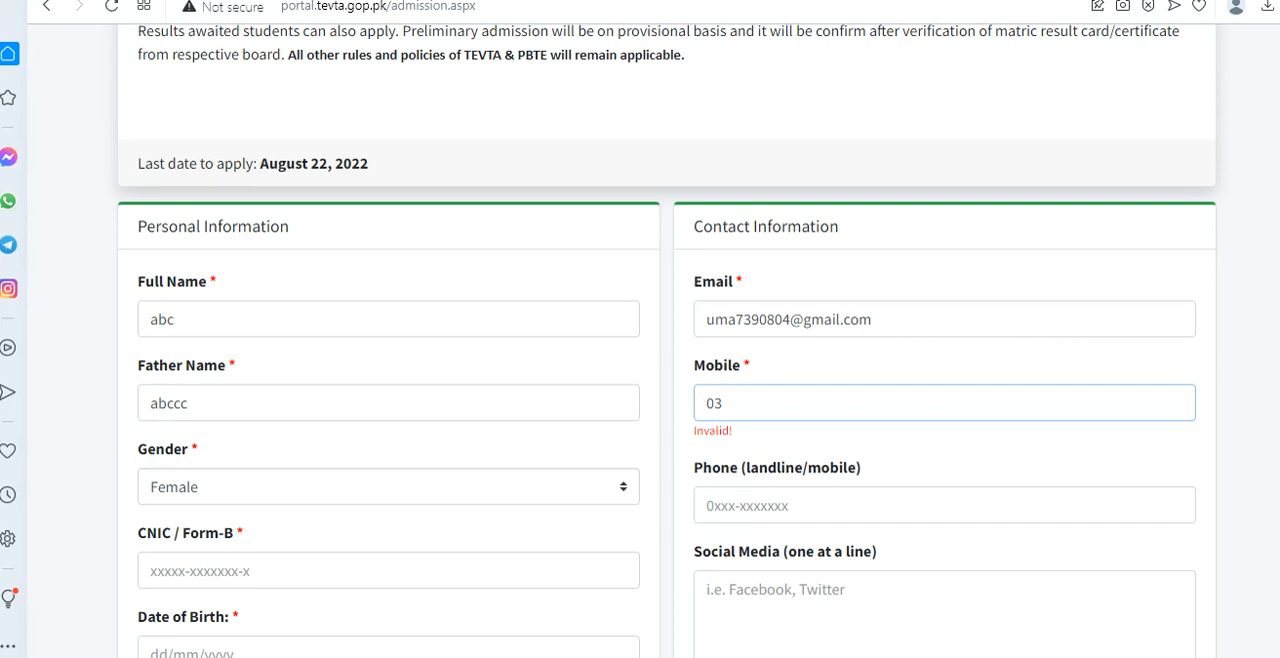 Not secure portal.tevta.gop.pk/admission.aspx
Results awaited students can also apply. Preliminary admission will be on provisional basis and it will be confirm after verification of matric result card/certificate
from respective board. All other rules and policies of TEVTA & PBTE will remain applicable.
Last date to apply: August 22, 2022
Personal Information
Full Name *
abc
Father Name *
abccc
Gender *
Female
CNIC / Form-B *
xxxxx-xxxxxxx-x
Date of Birth: *
dd/mm/yyyy
Contact Information
Email *
uma7390804@gmail.com
Mobile *
03
Invalid!
Phone (landline/mobile)
0xxx-xxxxxxx
Social Media (one at a line)
i.e. Facebook, Twitter